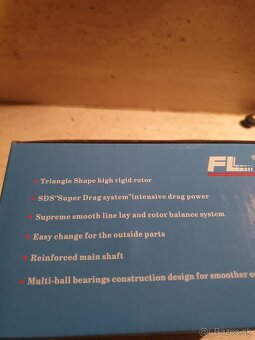 FL
Triangle Shape high rigid rotor
SDS"Super Drag system"intensive drag power
Supreme smooth line lay and rotor balance system
Easy change for the outside parts
Reinforced main shaft
Multi-ball bearings construction design for smoother